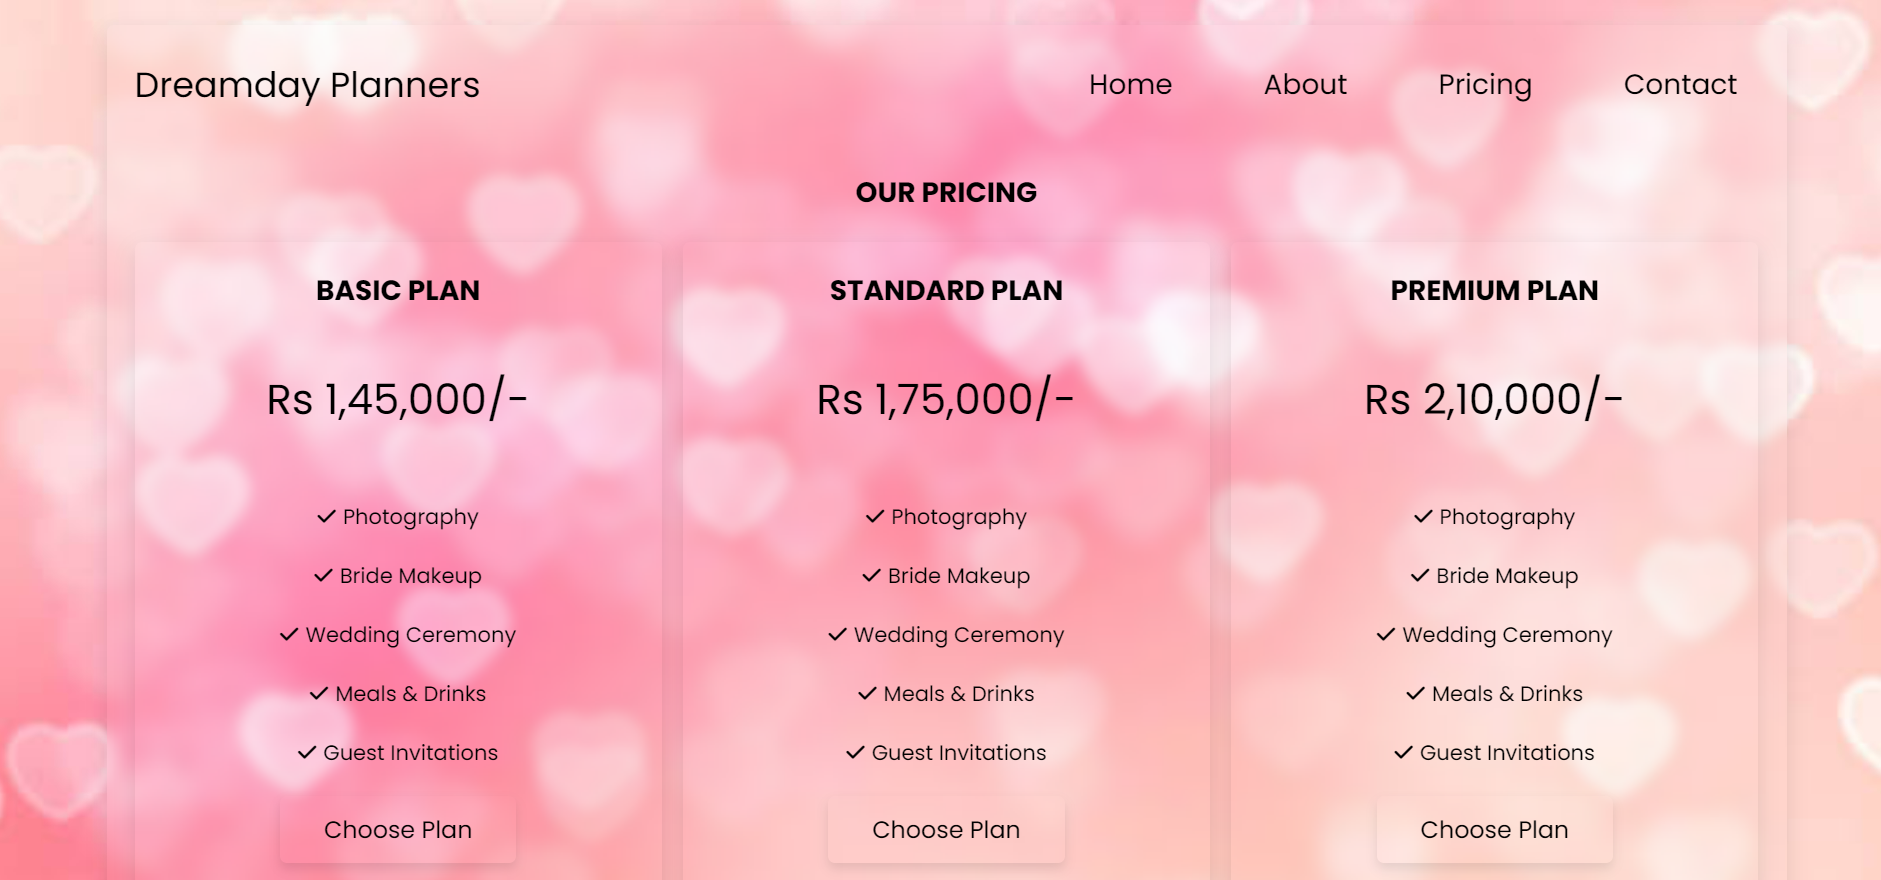 Dreamday Planners
Home About Pricing Contact
OUR PRICING
BASIC PLAN
Rs 1,45,000/-
Photography
Bride Makeup
Wedding Ceremony
Meals & Drinks
Guest Invitations
Choose Plan
STANDARD PLAN
Rs 1,75,000/-
Photography
Bride Makeup
Wedding Ceremony
Meals & Drinks
Guest Invitations
Choose Plan
PREMIUM PLAN
Rs 2,10,000/-
Photography
Bride Makeup
Wedding Ceremony
Meals & Drinks
Guest Invitations
Choose Plan